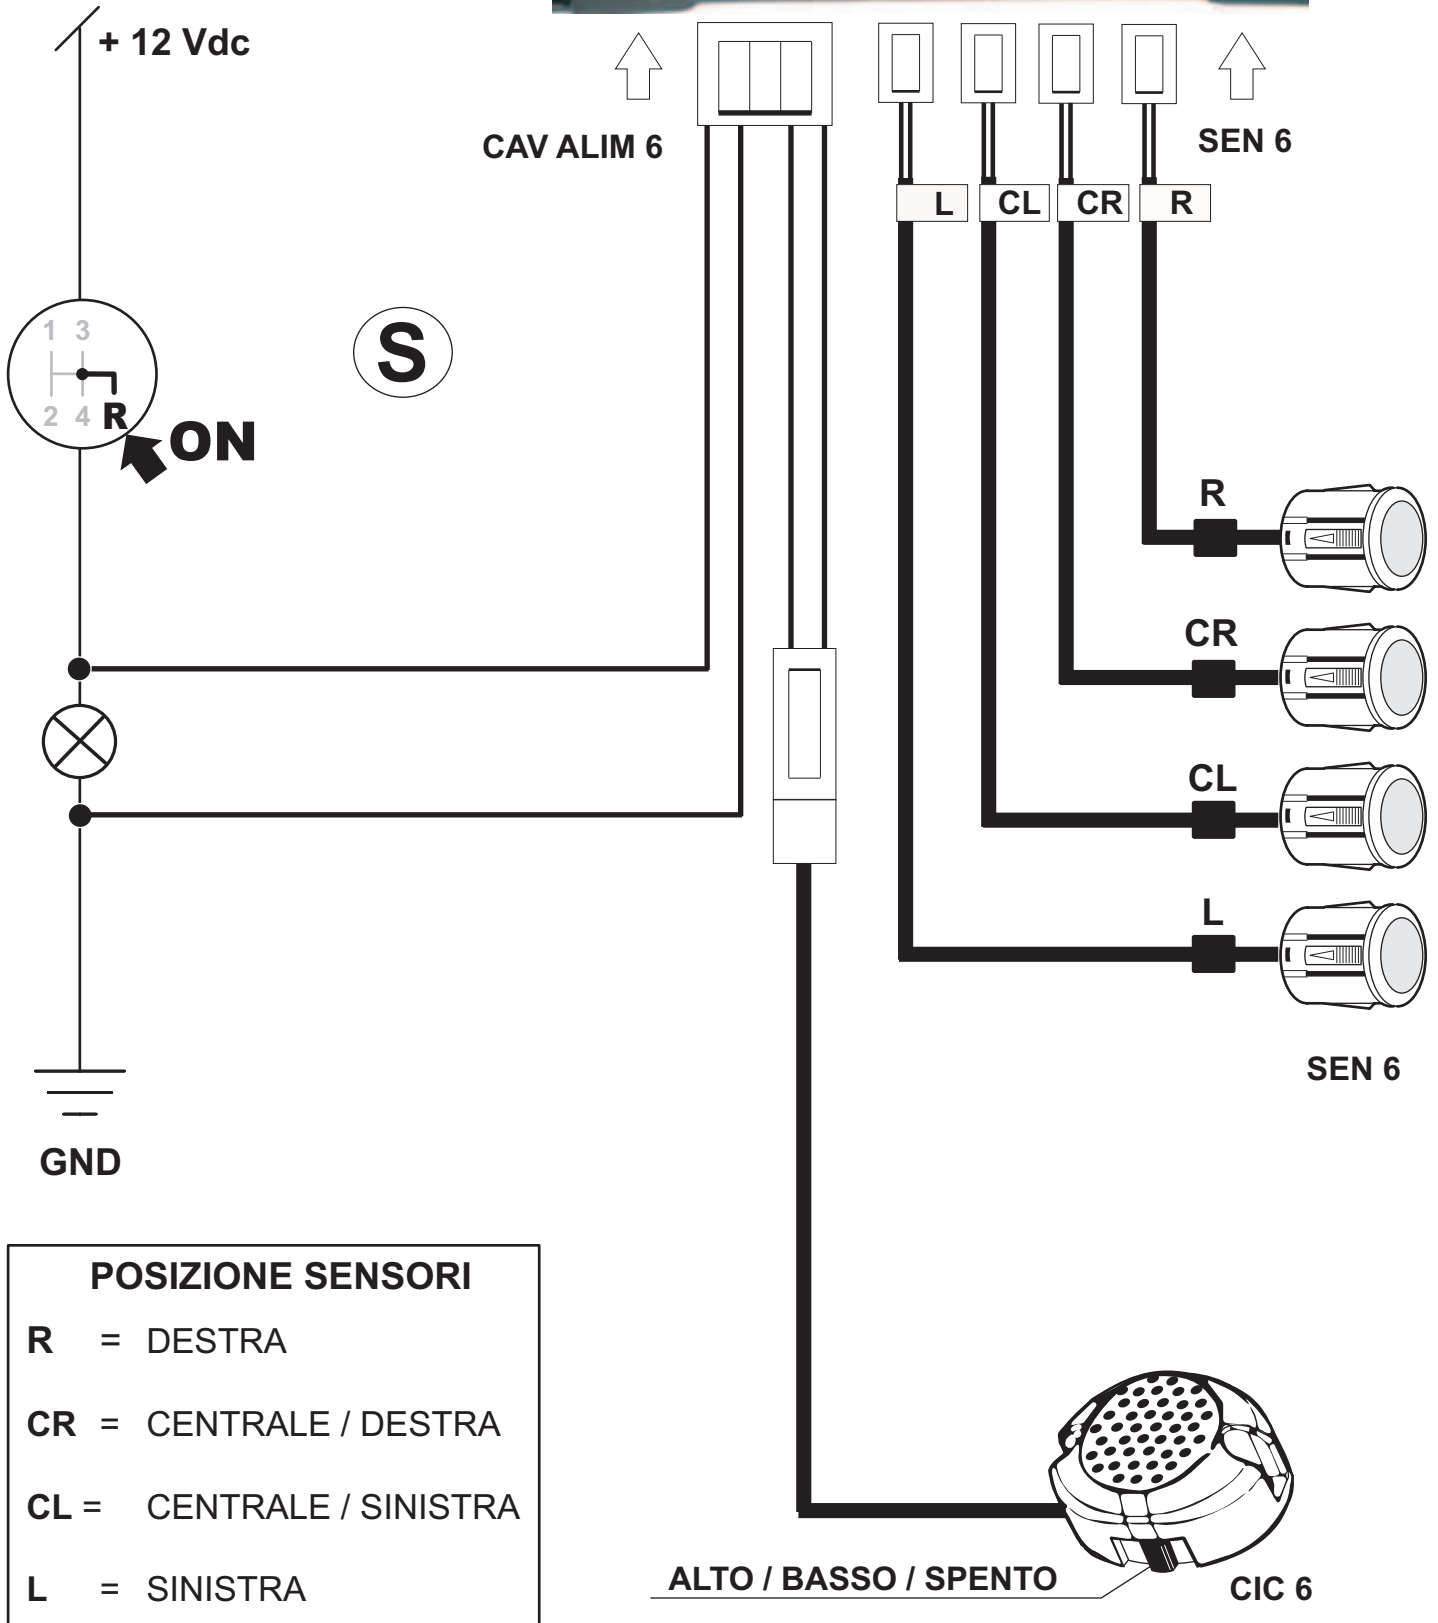 + 12 Vdc
CAV ALIM 6
SEN 6
L CL CR R
1 3
2 4 R
ON
S
R
CR
CL
L
SEN 6
GND
POSIZIONE SENSORI
R = DESTRA
CR = CENTRALE / DESTRA
CL = CENTRALE / SINISTRA
L = SINISTRA
ALTO / BASSO / SPENTO
CIC 6